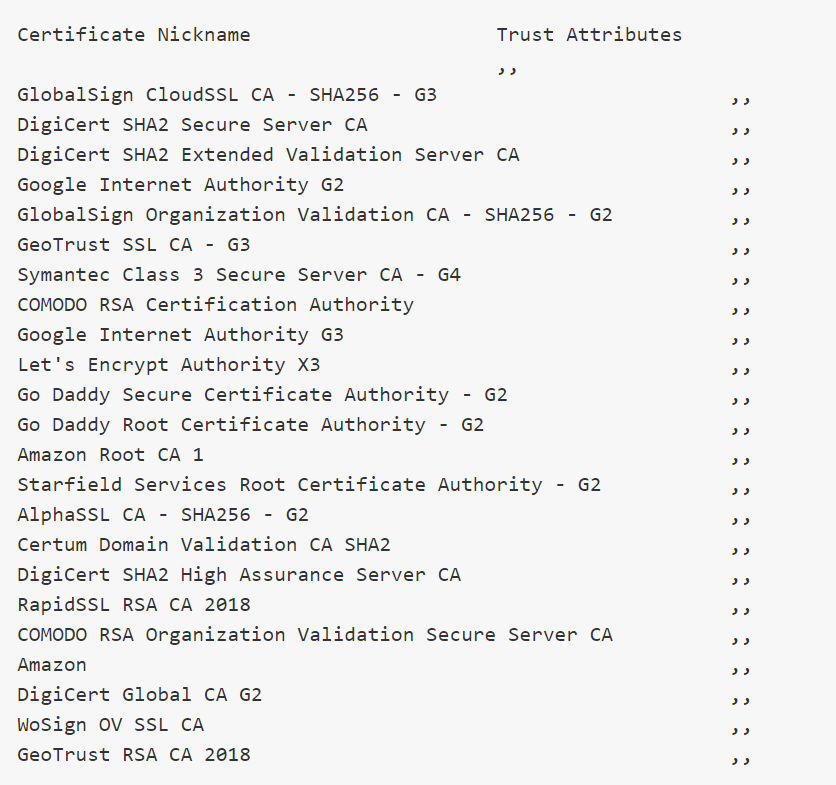 Certificate Nickname                                         Trust Attributes
                                                             ,,
GlobalSign CloudSSL CA - SHA256 - G3                         ,,
DigiCert SHA2 Secure Server CA                               ,,
DigiCert SHA2 Extended Validation Server CA                  ,,
Google Internet Authority G2                                 ,,
GlobalSign Organization Validation CA - SHA256 - G2          ,,
GeoTrust SSL CA - G3                                         ,,
Symantec Class 3 Secure Server CA - G4                       ,,
COMODO RSA Certification Authority                           ,,
Google Internet Authority G3                                 ,,
Let's Encrypt Authority X3                                   ,,
Go Daddy Secure Certificate Authority - G2                   ,,
Go Daddy Root Certificate Authority - G2                     ,,
Amazon Root CA 1                                             ,,
Starfield Services Root Certificate Authority - G2           ,,
AlphaSSL CA - SHA256 - G2                                    ,,
Certum Domain Validation CA SHA2                             ,,
DigiCert SHA2 High Assurance Server CA                       ,,
RapidSSL RSA CA 2018                                         ,,
COMODO RSA Organization Validation Secure Server CA          ,,
Amazon                                                       ,,
DigiCert Global CA G2                                        ,,
WoSign OV SSL CA                                             ,,
GeoTrust RSA CA 2018                                         ,,